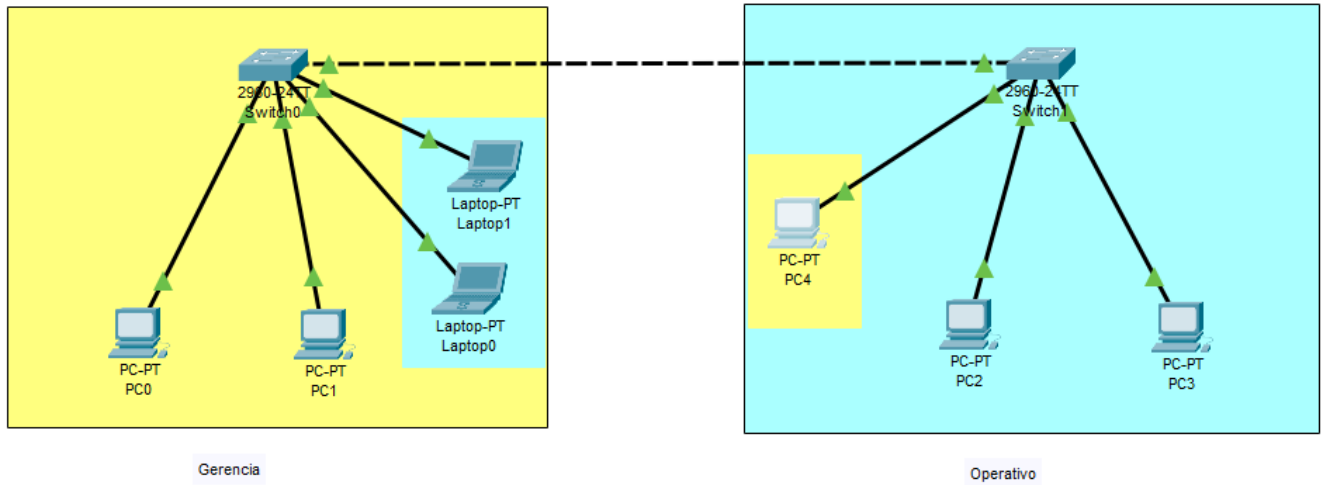 2960-24TT
Switch0
Laptop-PT
Laptop1
Laptop-PT
Laptop0
PC-PT
PC0
PC-PT
PC1
Gerencia
2960-24TT
Switch1
PC-PT
PC4
PC-PT
PC2
PC-PT
PC3
Operativo